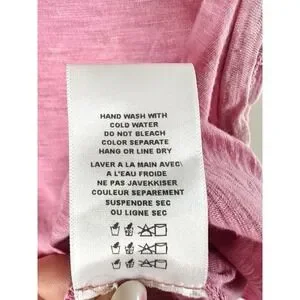 HAND WASH WITH
COLD WATER
DO NOT BLEACH
COLOR SEPARATE
HANG OR LINE DRY
LAVER A LA MAIN AVEC
A L'EAU FROIDE
NE PAS JAVEKKISER
COULEUR SEPAREMENT
SUSPENDRE SEC
OU LIGNE SEC